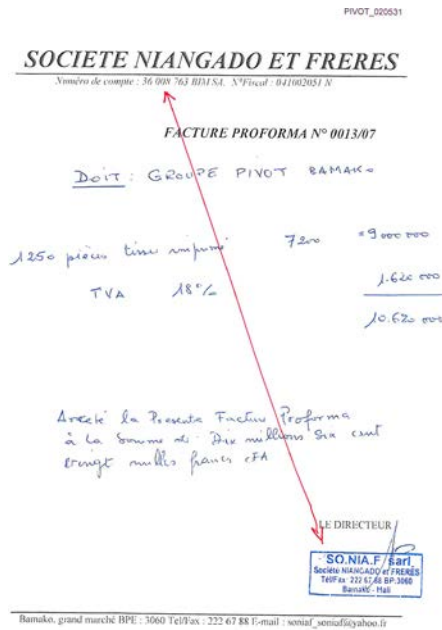 PIVOT_020531
SOCIETE NIANGADO ET FRERES
Numéro de compte : 36 008 763 BIM SA. N°Fiscal : 041002051 N
FACTURE PROFORMA N° 0013/07
DOIT : GROUPE PIVOT BAMAKO
1250 pièces tissu imprimé 7200 = 9 000 000
TVA 18% 1.620 000
10.620 000
Arreté la Presente Facture Proforma
à la Somme de : Dix millions Six cent
vingt milles francs CFA
LE DIRECTEUR
SO.NIA.F sarl
Société NIANGADO et FRERES
Tél/Fax : 222 67 88 BP:3060
Bamako - Mali
Bamako, grand marché BPE : 3060 Tel/Fax : 222 67 88 E-mail : soniaf_soniaf@yahoo.fr